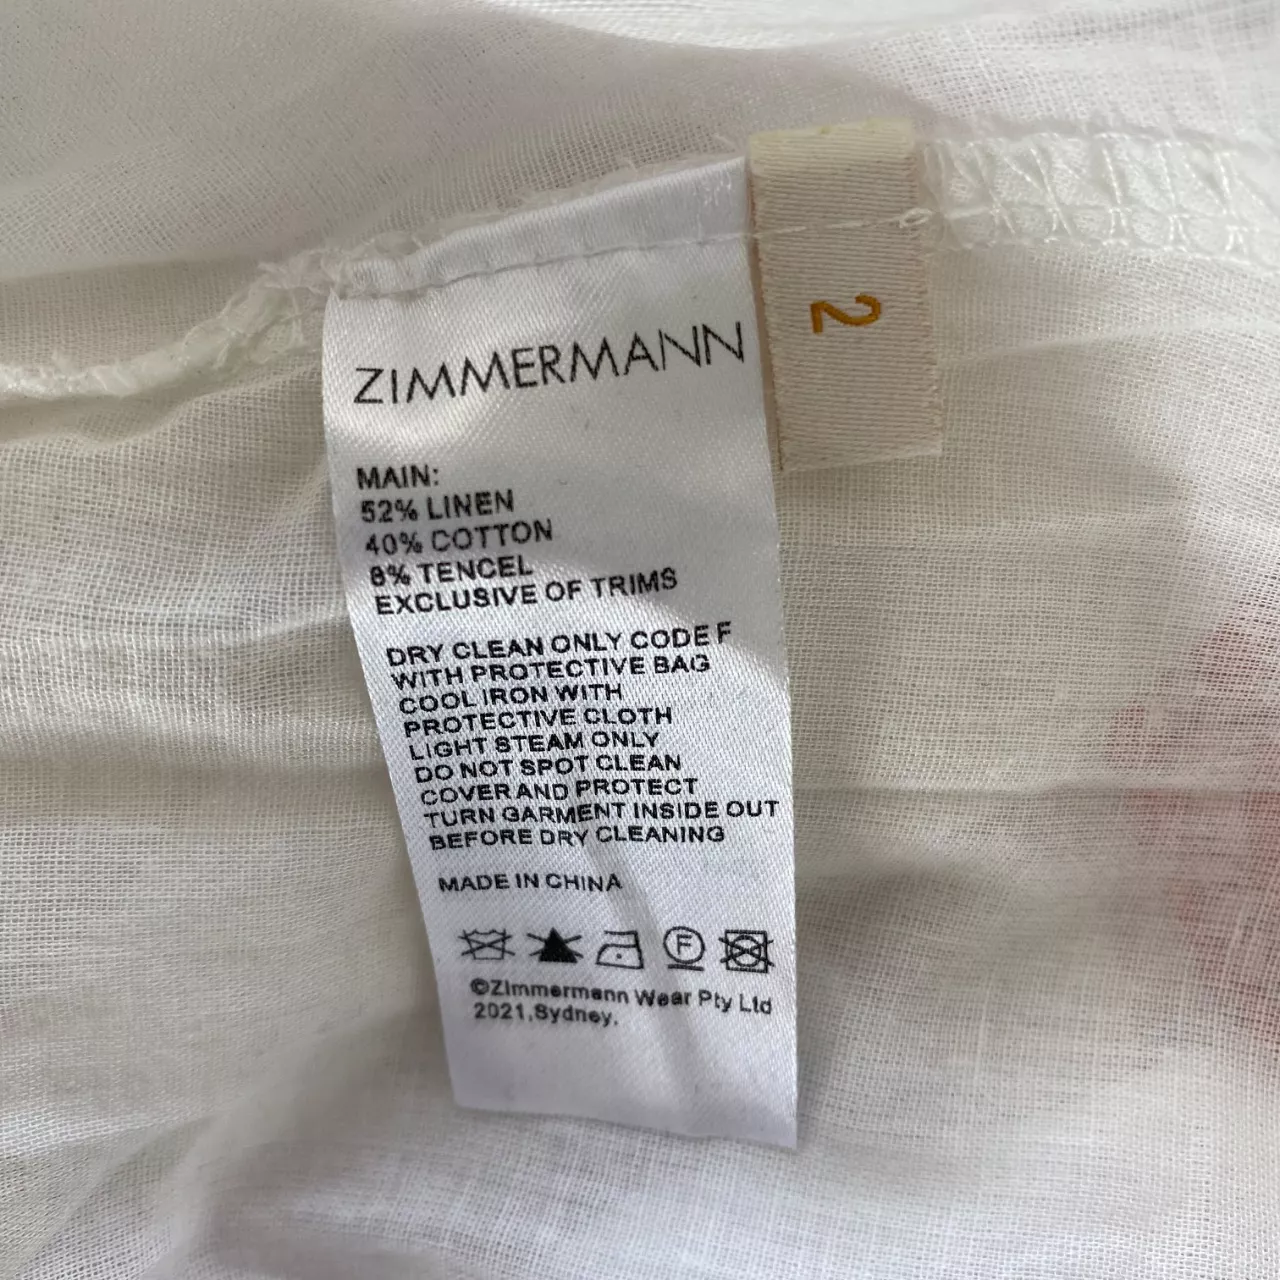 ZIMMERMANN
2
MAIN:
52% LINEN
40% COTTON
8% TENCEL
EXCLUSIVE OF TRIMS
DRY CLEAN ONLY CODE F
WITH PROTECTIVE BAG
COOL IRON WITH
PROTECTIVE CLOTH
LIGHT STEAM ONLY
DO NOT SPOT CLEAN
COVER AND PROTECT
TURN GARMENT INSIDE OUT
BEFORE DRY CLEANING
MADE IN CHINA
F
©Zimmermann Wear Pty Ltd
2021,Sydney.